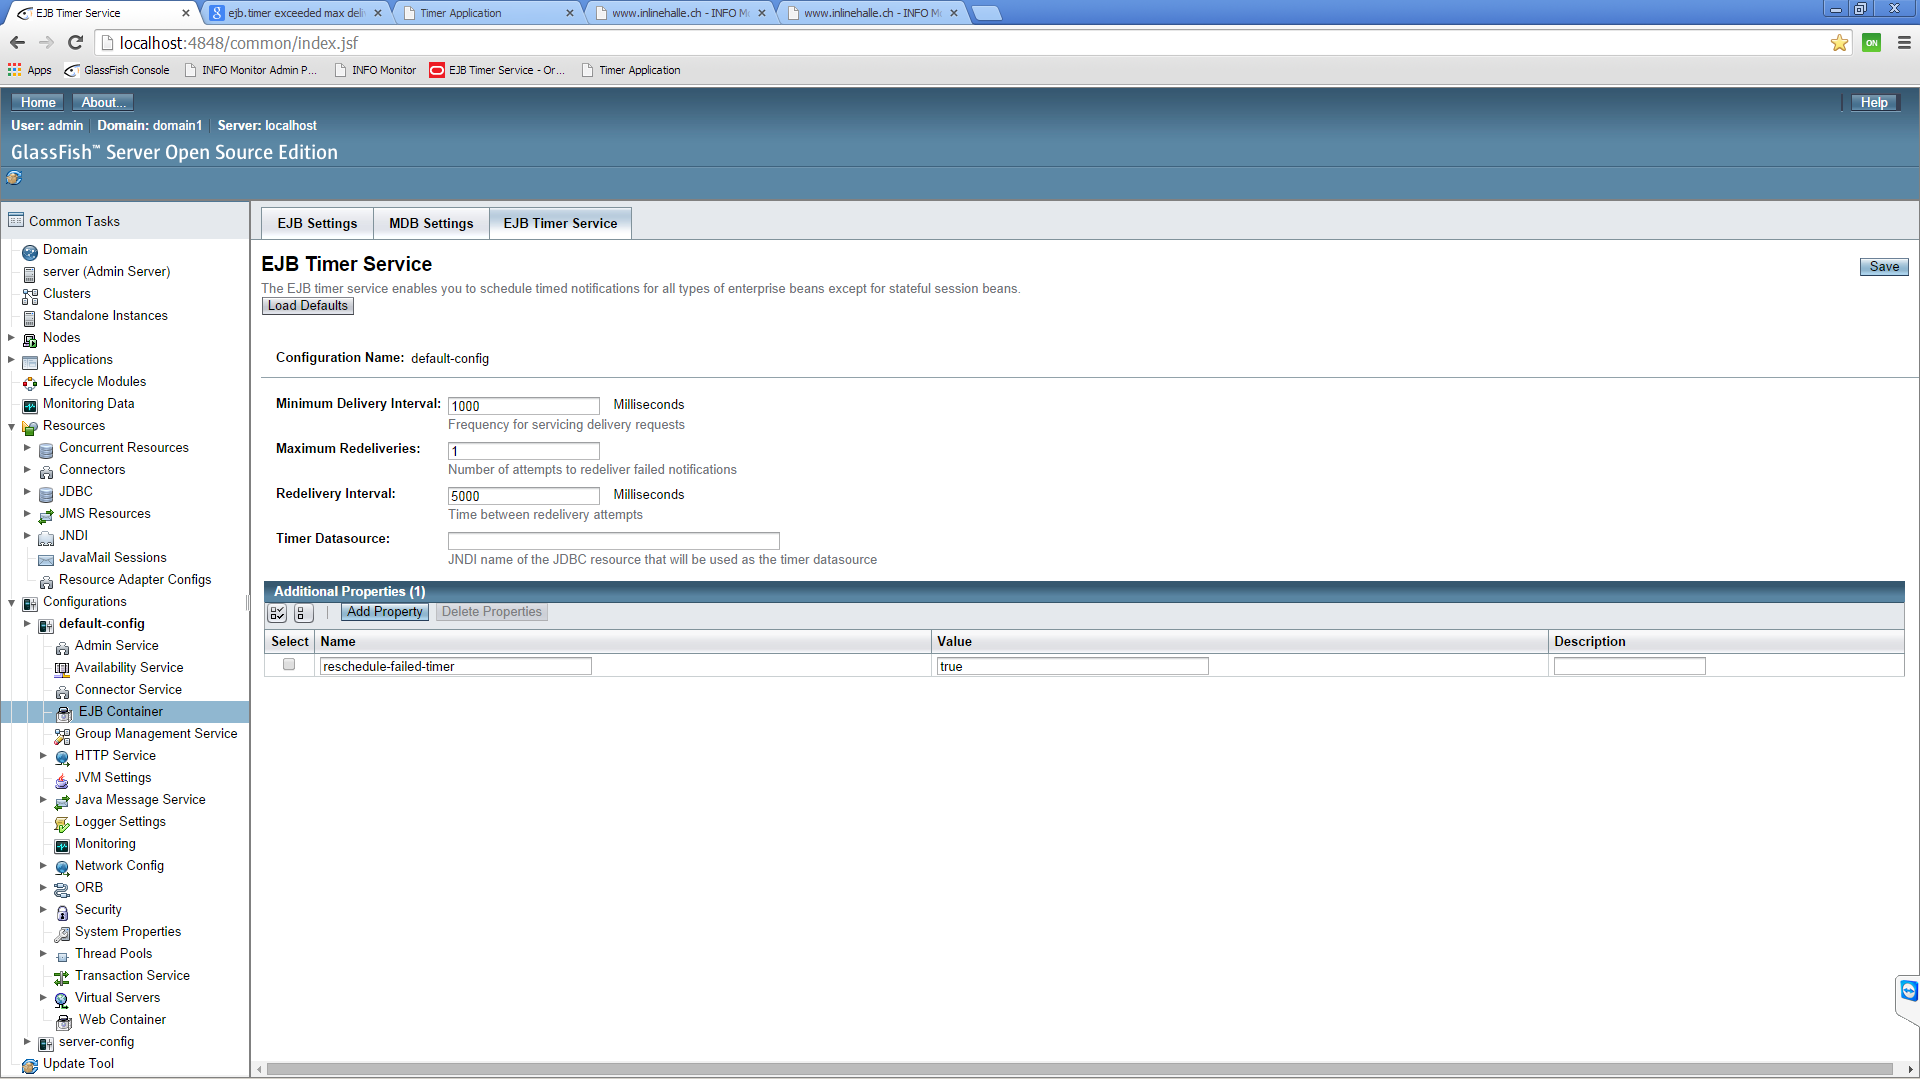 EJB Timer Service
ejb.timer exceeded max deli
Timer Application
www.inlinehalle.ch - INFO Mo
www.inlinehalle.ch - INFO Mo
localhost:4848/common/index.jsf
ON
Apps
GlassFish Console
INFO Monitor Admin P...
INFO Monitor
EJB Timer Service - Or...
Timer Application
Home
About...
Help
User: admin
Domain: domain1
Server: localhost
GlassFish™ Server Open Source Edition
Common Tasks
Domain
server (Admin Server)
Clusters
Standalone Instances
Nodes
Applications
Lifecycle Modules
Monitoring Data
Resources
Concurrent Resources
Connectors
JDBC
JMS Resources
JNDI
JavaMail Sessions
Resource Adapter Configs
Configurations
default-config
Admin Service
Availability Service
Connector Service
EJB Container
Group Management Service
HTTP Service
JVM Settings
Java Message Service
Logger Settings
Monitoring
Network Config
ORB
Security
System Properties
Thread Pools
Transaction Service
Virtual Servers
Web Container
server-config
Update Tool
EJB Settings
MDB Settings
EJB Timer Service
EJB Timer Service
Save
The EJB timer service enables you to schedule timed notifications for all types of enterprise beans except for stateful session beans.
Load Defaults
Configuration Name: default-config
Minimum Delivery Interval: 1000 Milliseconds
Frequency for servicing delivery requests
Maximum Redeliveries: 1
Number of attempts to redeliver failed notifications
Redelivery Interval: 5000 Milliseconds
Time between redelivery attempts
Timer Datasource:
JNDI name of the JDBC resource that will be used as the timer datasource
Additional Properties (1)
Add Property
Delete Properties
Select Name Value Description
reschedule-failed-timer true